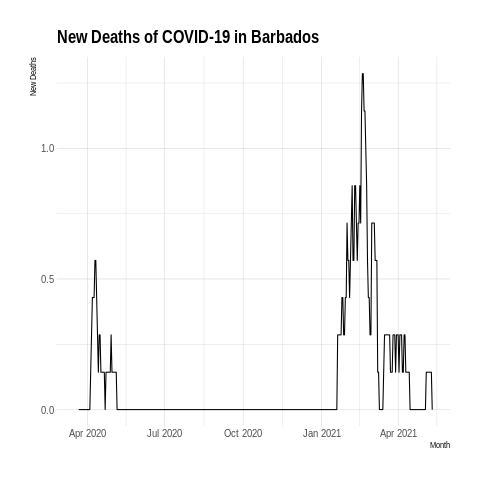 New Deaths of COVID-19 in Barbados
New Deaths
1.0
0.5
0.0
Apr 2020
Jul 2020
Oct 2020
Jan 2021
Apr 2021
Month